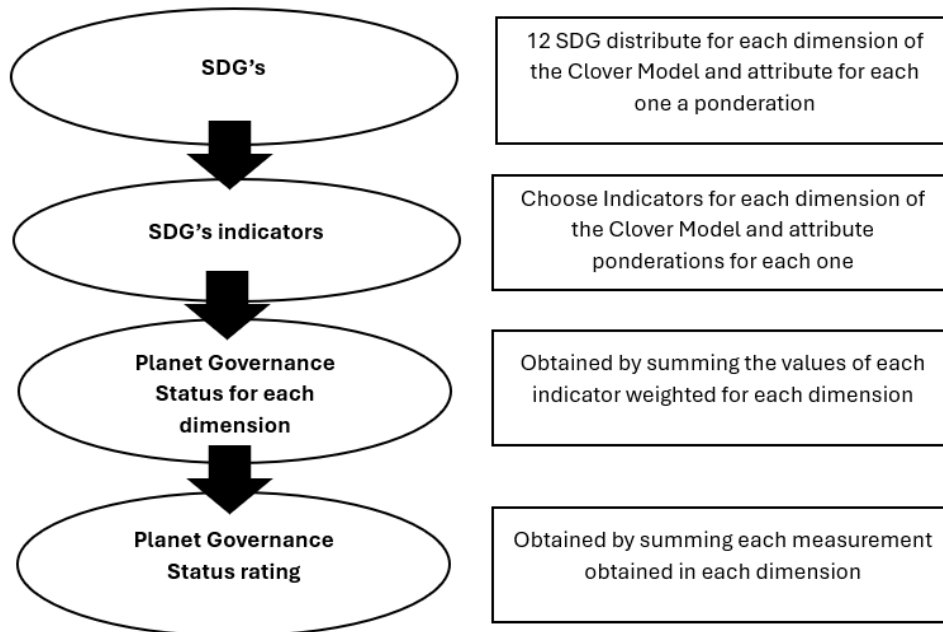 SDG's
12 SDG distribute for each dimension of
the Clover Model and attribute for each
one a ponderation
SDG's indicators
Choose Indicators for each dimension of
the Clover Model and attribute
ponderations for each one
Planet Governance
Status for each
dimension
Obtained by summing the values of each
indicator weighted for each dimension
Planet Governance
Status rating
Obtained by summing each measurement
obtained in each dimension